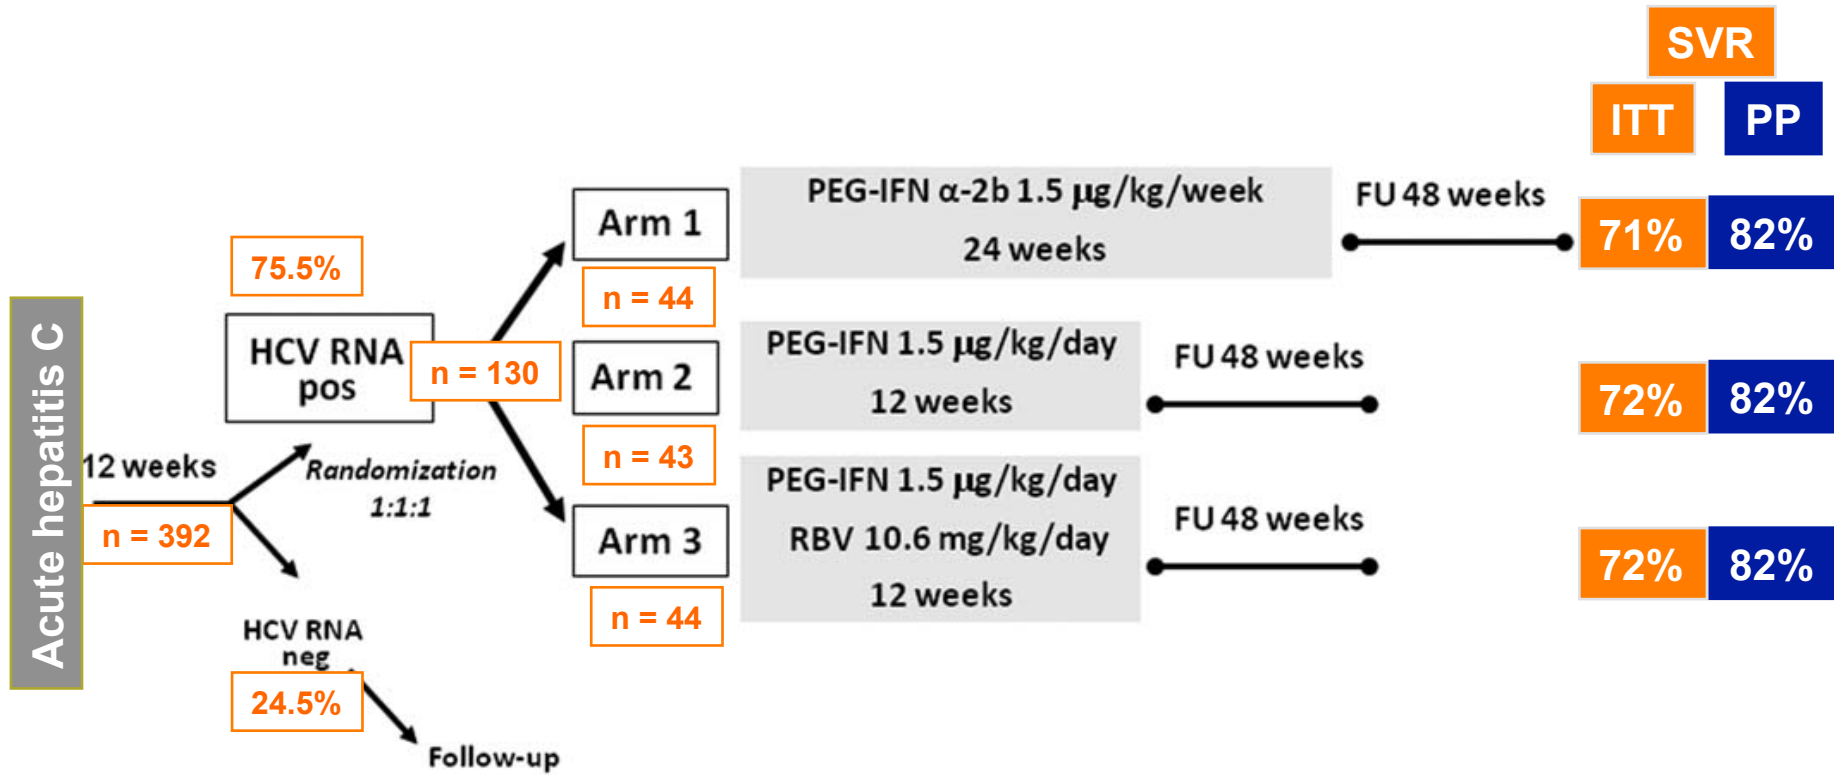 SVR
ITT
PP
Acute hepatitis C
12 weeks
n = 392
75.5%
HCV RNA
pos
n = 130
Randomization
1:1:1
HCV RNA
neg
24.5%
Follow-up
Arm 1
n = 44
PEG-IFN α-2b 1.5 µg/kg/week
24 weeks
FU 48 weeks
71%
82%
Arm 2
n = 43
PEG-IFN 1.5 µg/kg/day
12 weeks
FU 48 weeks
72%
82%
Arm 3
n = 44
PEG-IFN 1.5 µg/kg/day
RBV 10.6 mg/kg/day
12 weeks
FU 48 weeks
72%
82%